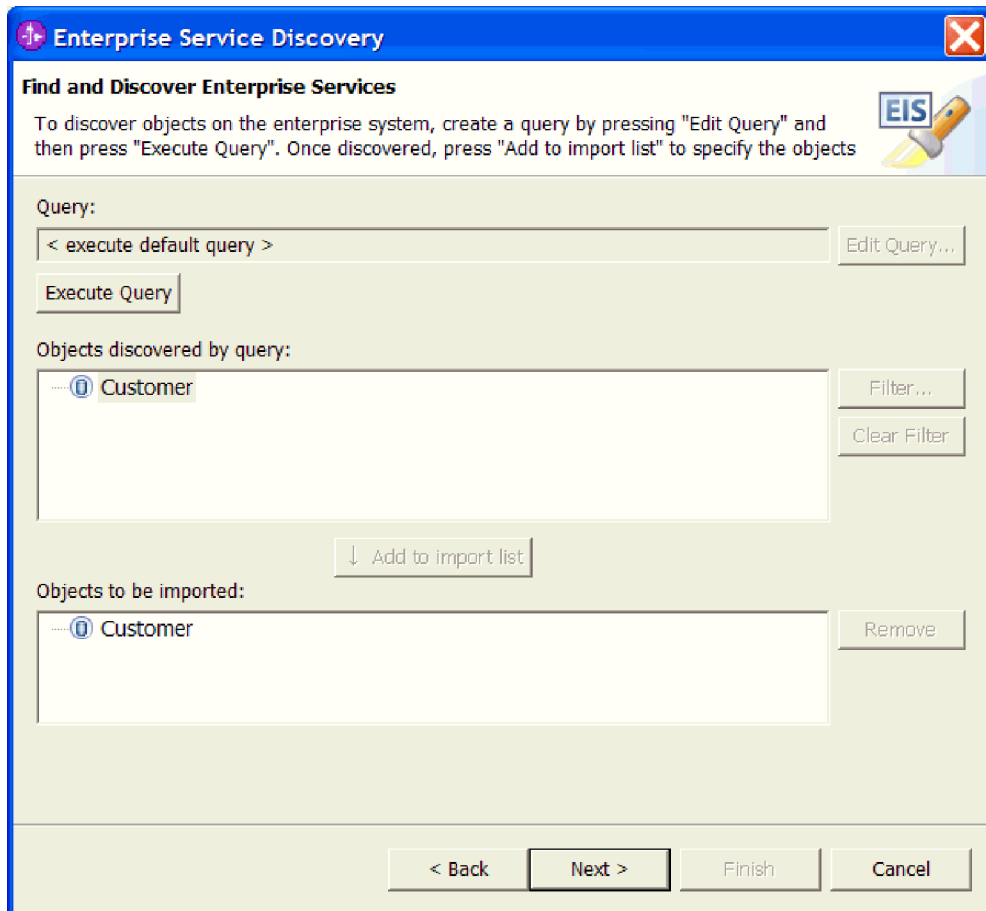 Enterprise Service Discovery
Find and Discover Enterprise Services
To discover objects on the enterprise system, create a query by pressing "Edit Query" and
then press "Execute Query". Once discovered, press "Add to import list" to specify the objects
EIS
Query:
< execute default query >
Edit Query...
Execute Query
Objects discovered by query:
Customer
Filter...
Clear Filter
↓ Add to import list
Objects to be imported:
Customer
Remove
< Back
Next >
Finish
Cancel